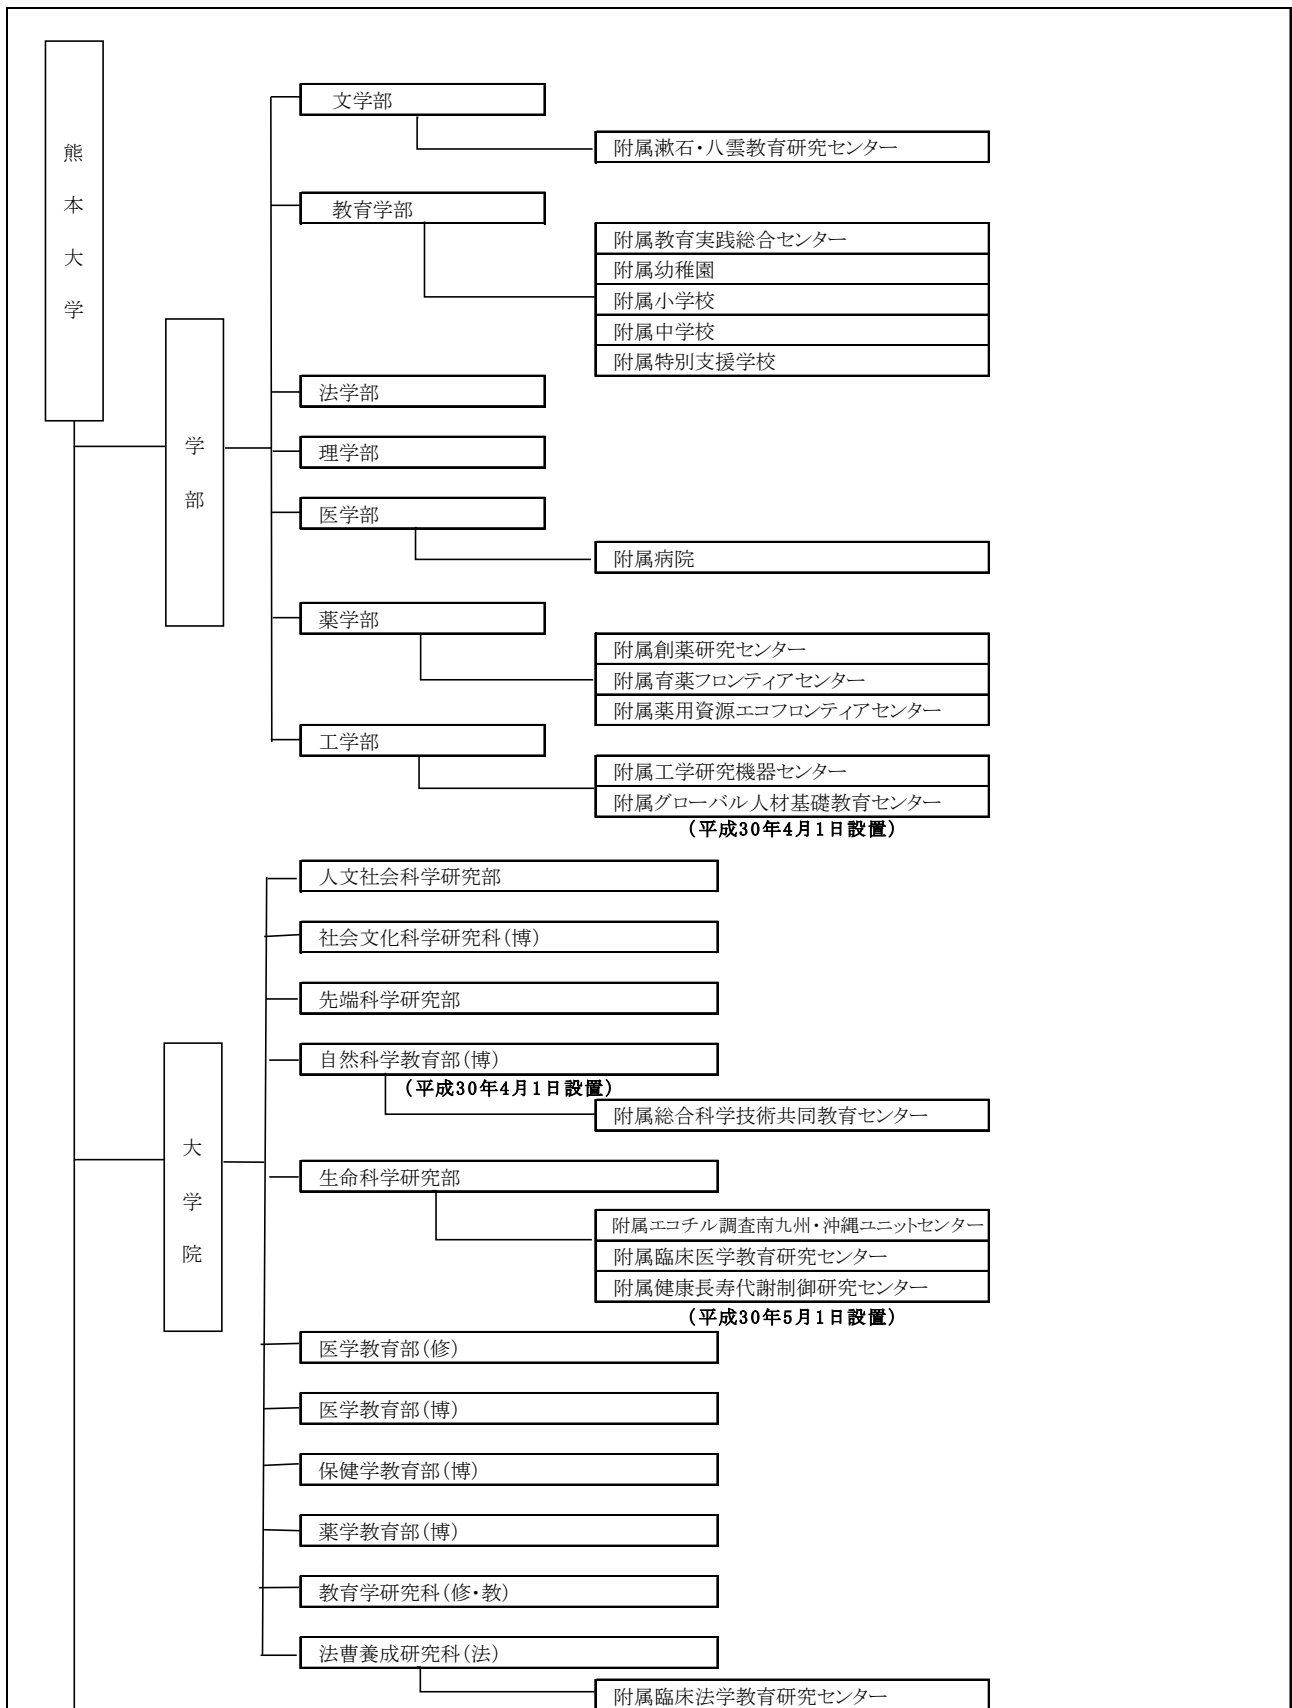 熊本大学
学部
文学部
附属漱石・八雲教育研究センター
教育学部
附属教育実践総合センター
附属幼稚園
附属小学校
附属中学校
附属特別支援学校
法学部
理学部
医学部
附属病院
薬学部
附属創薬研究センター
附属育薬フロンティアセンター
附属薬用資源エコフロンティアセンター
工学部
附属工学研究機器センター
附属グローバル人材基礎教育センター
(平成30年4月1日設置)
大学院
人文社会科学研究部
社会文化科学研究科(博)
先端科学研究部
自然科学教育部(博)
(平成30年4月1日設置)
附属総合科学技術共同教育センター
生命科学研究部
附属エコチル調査南九州・沖縄ユニットセンター
附属臨床医学教育研究センター
附属健康長寿代謝制御研究センター
(平成30年5月1日設置)
医学教育部(修)
医学教育部(博)
保健学教育部(博)
薬学教育部(博)
教育学研究科(修・教)
法曹養成研究科(法)
附属臨床法学教育研究センター